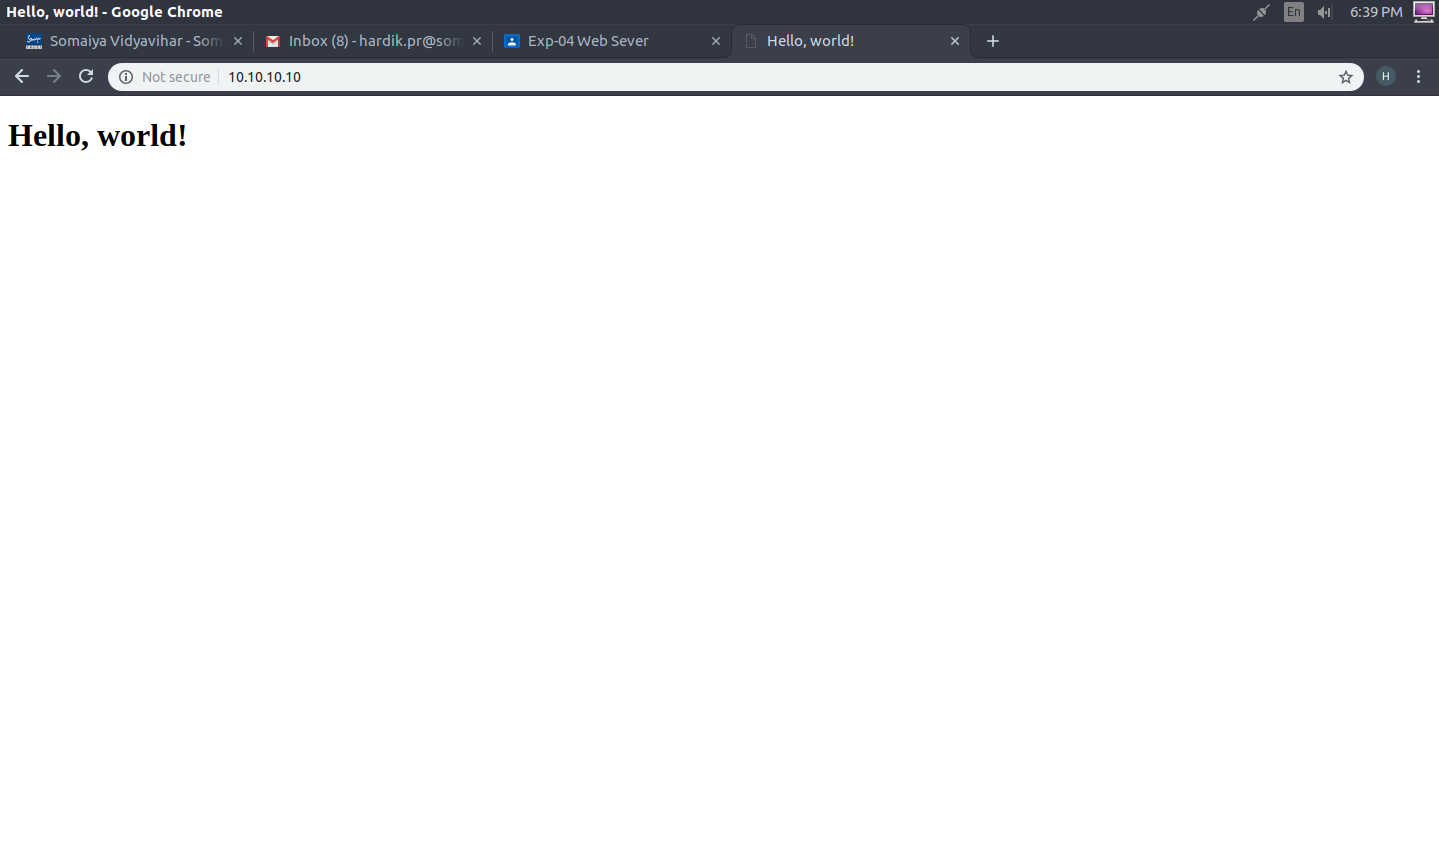 Hello, world! - Google Chrome
En
6:39 PM
Somaiya Vidyavihar - Som
Inbox (8) - hardik.pr@som
Exp-04 Web Sever
Hello, world!
Not secure
10.10.10.10
H
Hello, world!